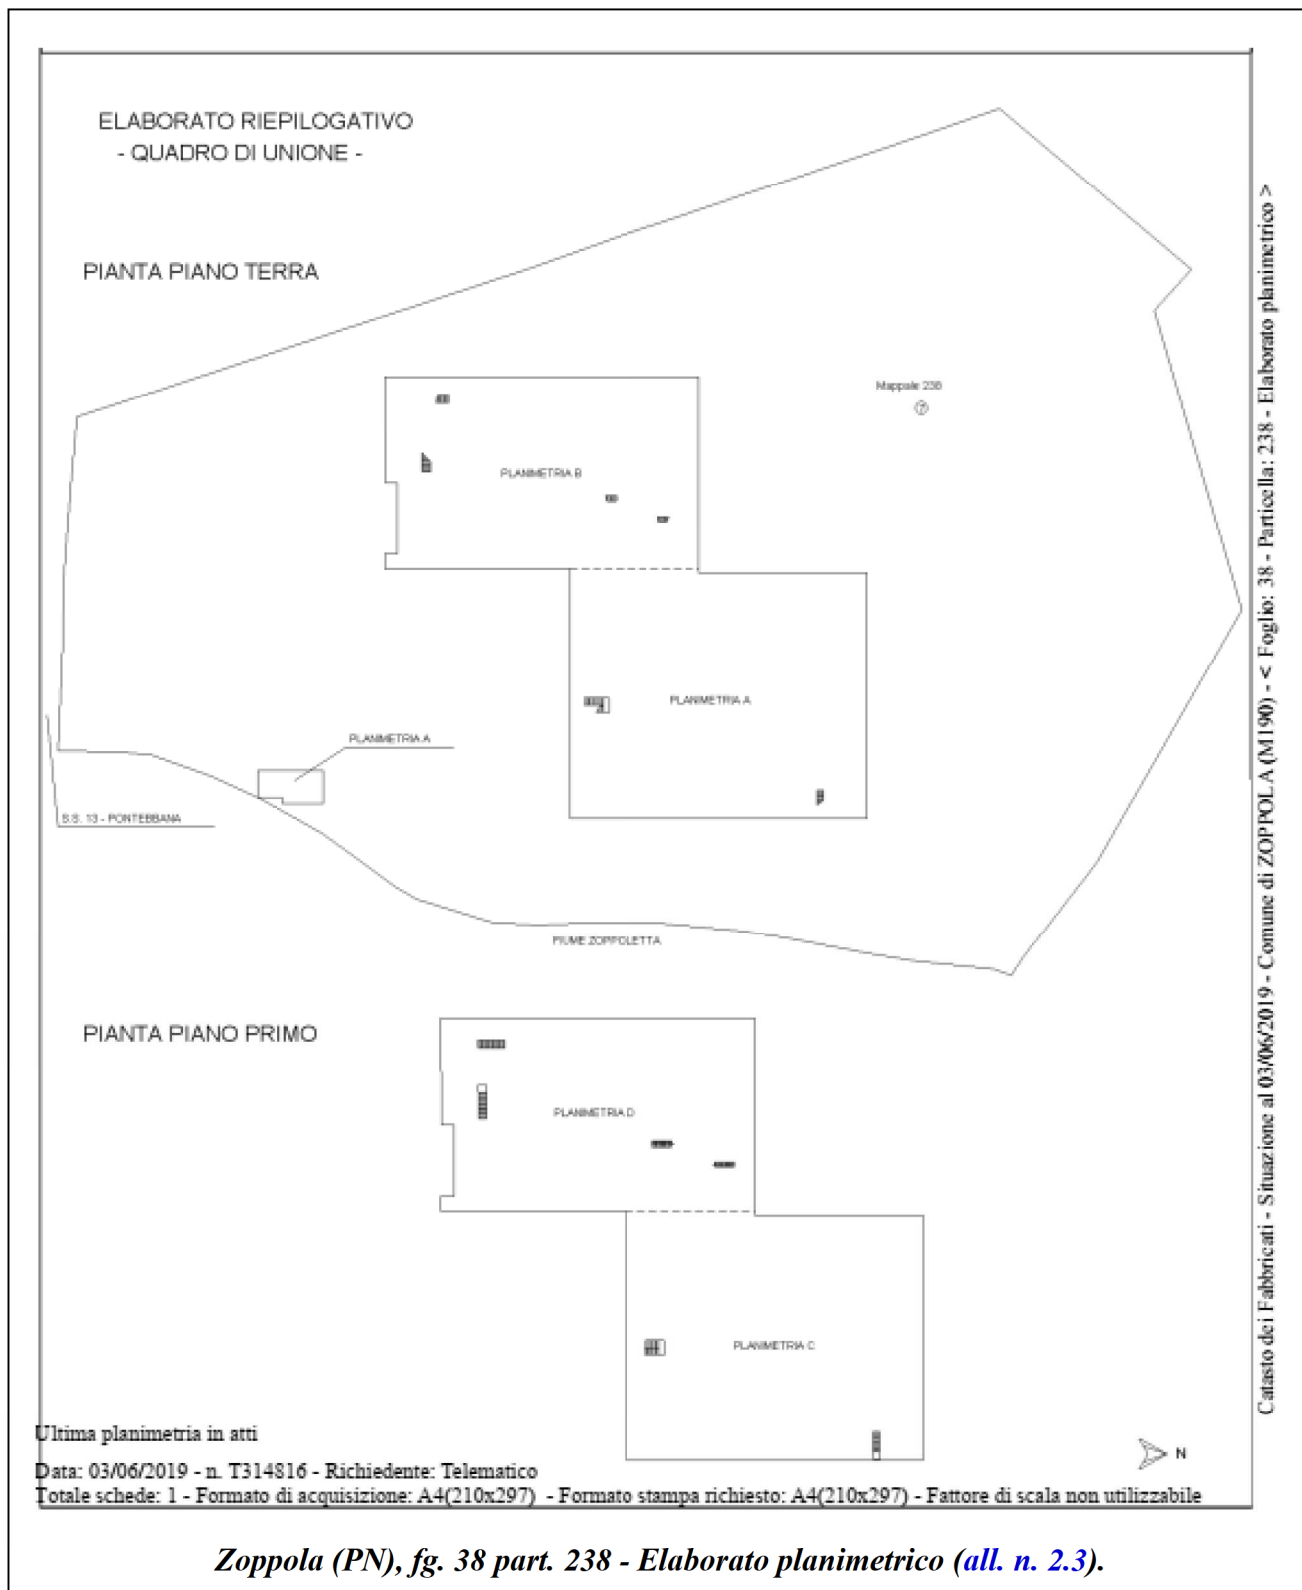 ELABORATO RIEPILOGATIVO
- QUADRO DI UNIONE -
PIANTA PIANO TERRA
Mappale 238
PLANIMETRIA B
PLANIMETRIA A
PLANIMETRIA A
S.S. 13 - PONTEBBANA
FIUME ZOPPOLETTA
PIANTA PIANO PRIMO
PLANIMETRIA D
PLANIMETRIA C
N
Catasto dei Fabbricati - Situazione al 03/06/2019 - Comune di ZOPPOLA (M190) - < Foglio: 38 - Particella: 238 - Elaborato planimetrico >
Ultima planimetria in atti
Data: 03/06/2019 - n. T314816 - Richiedente: Telematico
Totale schede: 1 - Formato di acquisizione: A4(210x297) - Formato stampa richiesto: A4(210x297) - Fattore di scala non utilizzabile
Zoppola (PN), fg. 38 part. 238 - Elaborato planimetrico (all. n. 2.3).